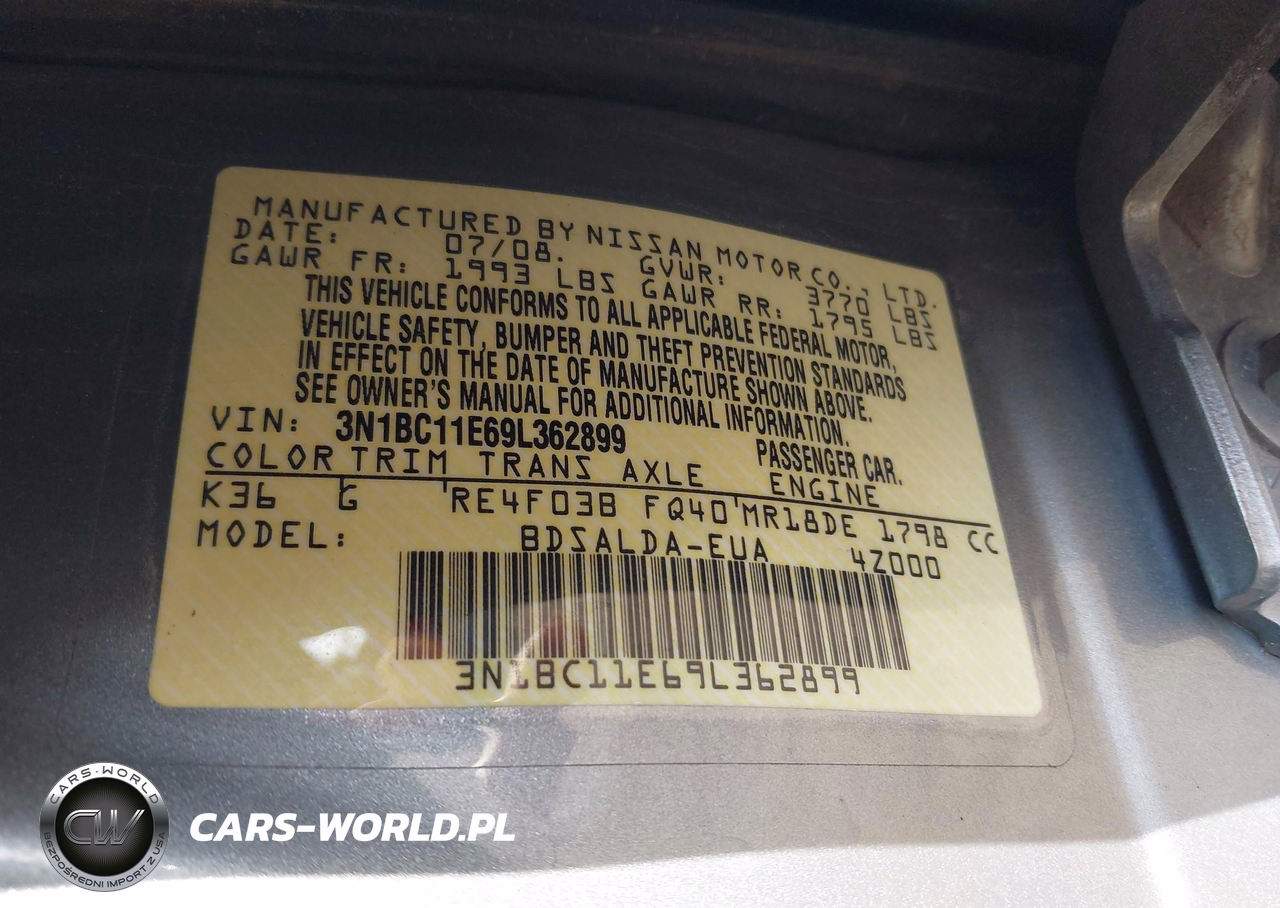 MANUFACTURED BY NISSAN MOTOR CO., LTD.
DATE: 07/08. GVWR: 3770 LBS
GAWR FR: 1993 LBS GAWR RR: 1795 LBS
THIS VEHICLE CONFORMS TO ALL APPLICABLE FEDERAL MOTOR,
VEHICLE SAFETY, BUMPER AND THEFT PREVENTION STANDARDS
IN EFFECT ON THE DATE OF MANUFACTURE SHOWN ABOVE.
SEE OWNER'S MANUAL FOR ADDITIONAL INFORMATION.
VIN: 3N1BC11E69L362899 PASSENGER CAR.
COLOR TRIM TRANS AXLE ENGINE
K36 G RE4F03B FQ40 MR18DE 1798 CC
MODEL: BDSALDA-EUA 4Z000
3N1BC11E69L362899
CARS-WORLD
CW
BEZPOŚREDNI IMPORT Z USA
CARS-WORLD.PL